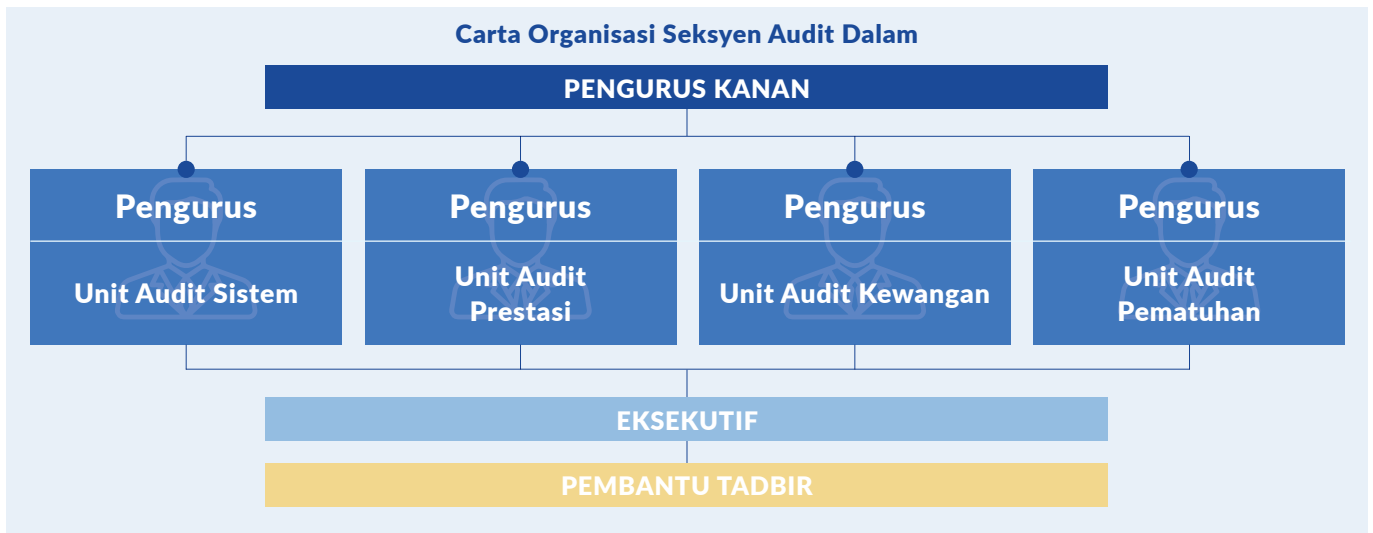 Carta Organisasi Seksyen Audit Dalam
PENGURUS KANAN
Pengurus
Unit Audit Sistem
Pengurus
Unit Audit
Prestasi
Pengurus
Unit Audit Kewangan
Pengurus
Unit Audit
Pematuhan
EKSEKUTIF
PEMBANTU TADBIR